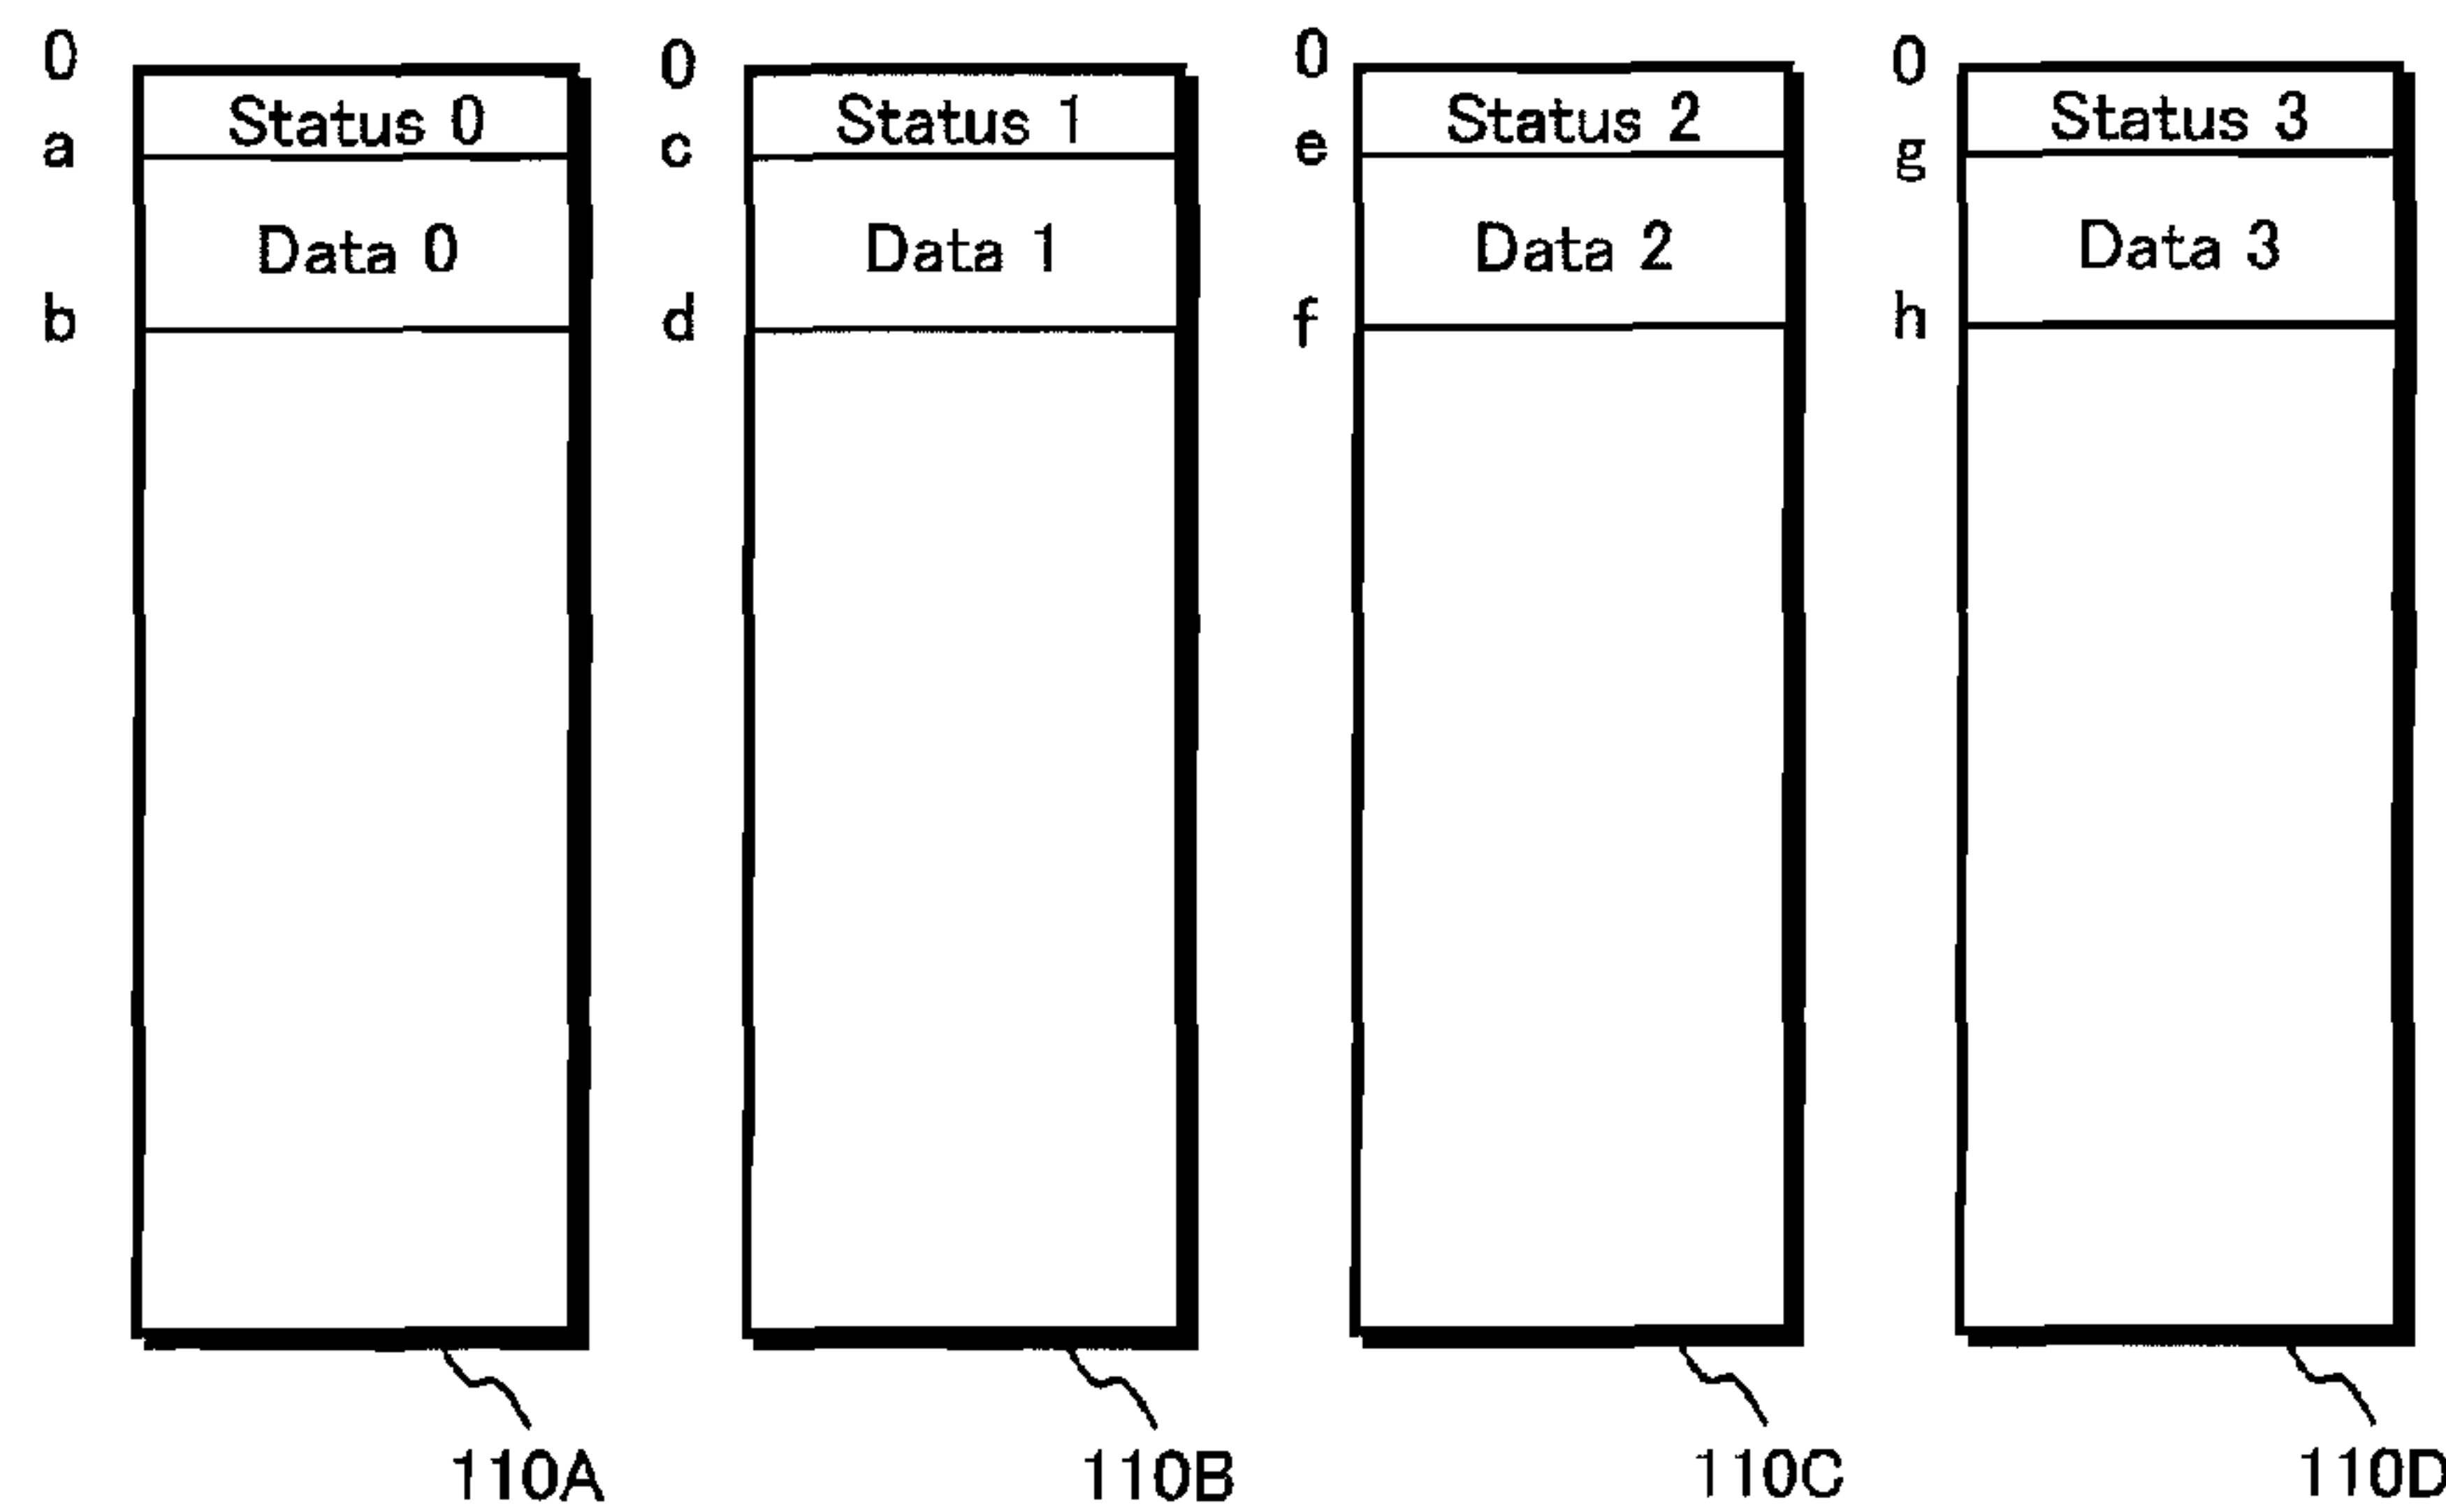 0 0 0 0
Status 0 Status 1 Status 2 Status 3
a c e g
Data 0 Data 1 Data 2 Data 3
b d f h
110A 110B 110C 110D